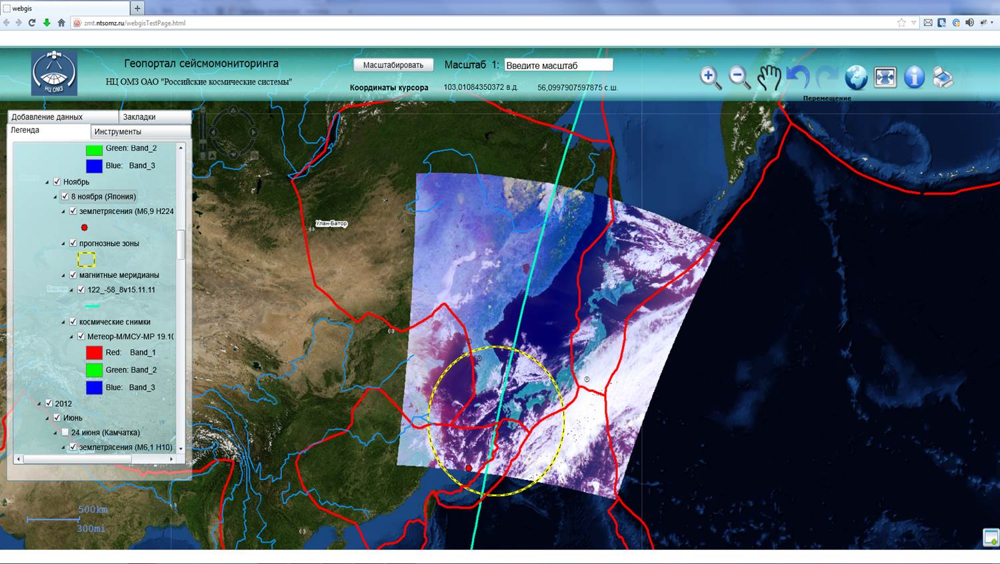 webgis
zmt.ntsomz.ru/webgisTestPage.html
НЦ ОМЗ
Геопортал сейсмомониторинга
НЦ ОМЗ ОАО "Российские космические системы"
Масштабировать
Масштаб 1:
Введите масштаб
Координаты курсора
103,01084350372 в.д.
56,0997907597875 с.ш.
Перемещение
Добавление данных
Закладки
Легенда
Инструменты
Green: Band_2
Blue: Band_3
Ноябрь
8 ноября (Япония)
землетрясения (M6,9 H224
прогнозные зоны
магнитные меридианы
122_-58_8v15.11.11
космические снимки
Метеор-М/МСУ-МР 19.10
Red: Band_1
Green: Band_2
Blue: Band_3
2012
Июнь
24 июня (Камчатка)
землетрясения (M6,1 H10)
Улан-Батор
500km
300mi